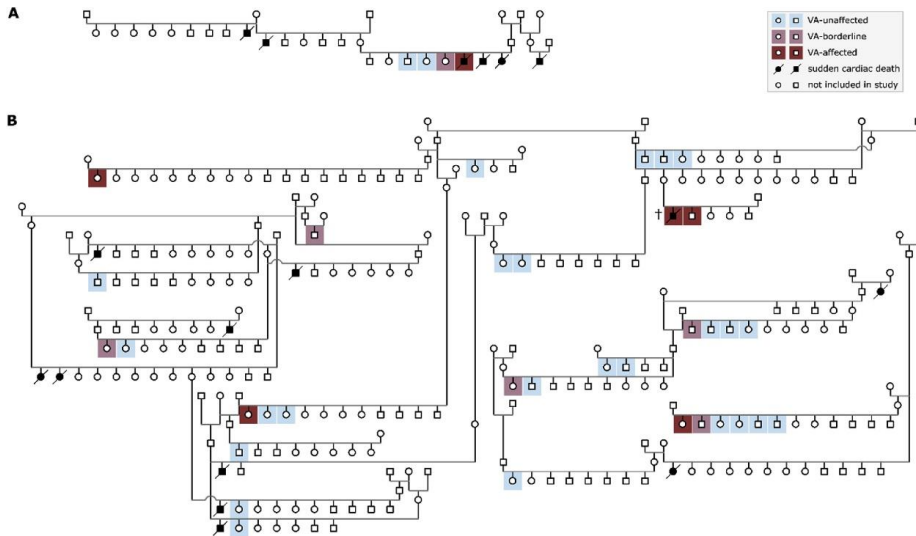 A
VA-unaffected
VA-borderline
VA-affected
sudden cardiac death
not included in study
B
†